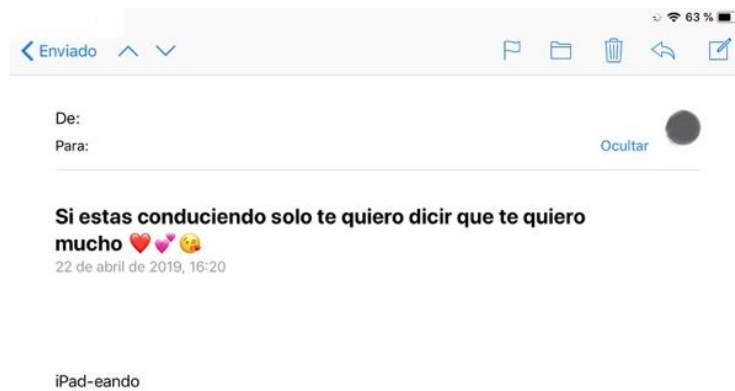 63 %
Enviado
De:
Para:
Ocultar
Si estas conduciendo solo te quiero dicir que te quiero
mucho ❤️💕😘
22 de abril de 2019, 16:20
iPad-eando